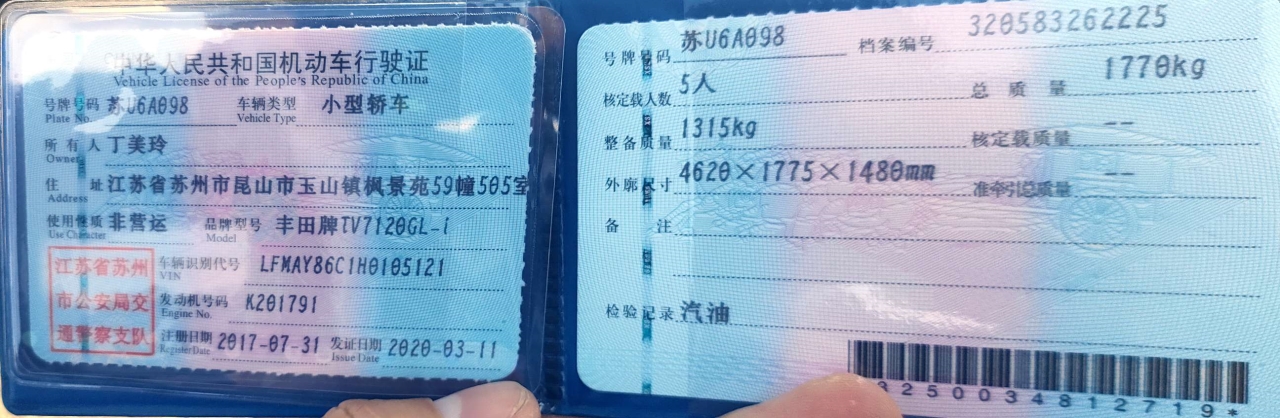 中华人民共和国机动车行驶证
Vehicle License of the People's Republic of China
号牌号码 苏U6A098 车辆类型 小型轿车
Plate No. Vehicle Type
所有人 丁美玲
Owner
住址 江苏省苏州市昆山市玉山镇枫景苑59幢505室
Address
使用性质 非营运 品牌型号 丰田牌TV7120GL-i
Use Character Model
江苏省苏州
市公安局交
通警察支队
车辆识别代号 LFMAY86C1H0105121
VIN
发动机号码 K201791
Engine No.
注册日期 2017-07-31 发证日期 2020-03-11
Register Date Issue Date
号牌号码 苏U6A098 档案编号 320583262225
核定载人数 5人 总质量 1770kg
整备质量 1315kg 核定载质量 --
外廓尺寸 4620×1775×1480mm 准牵引总质量 --
备注
检验记录 汽油
3250034812719*